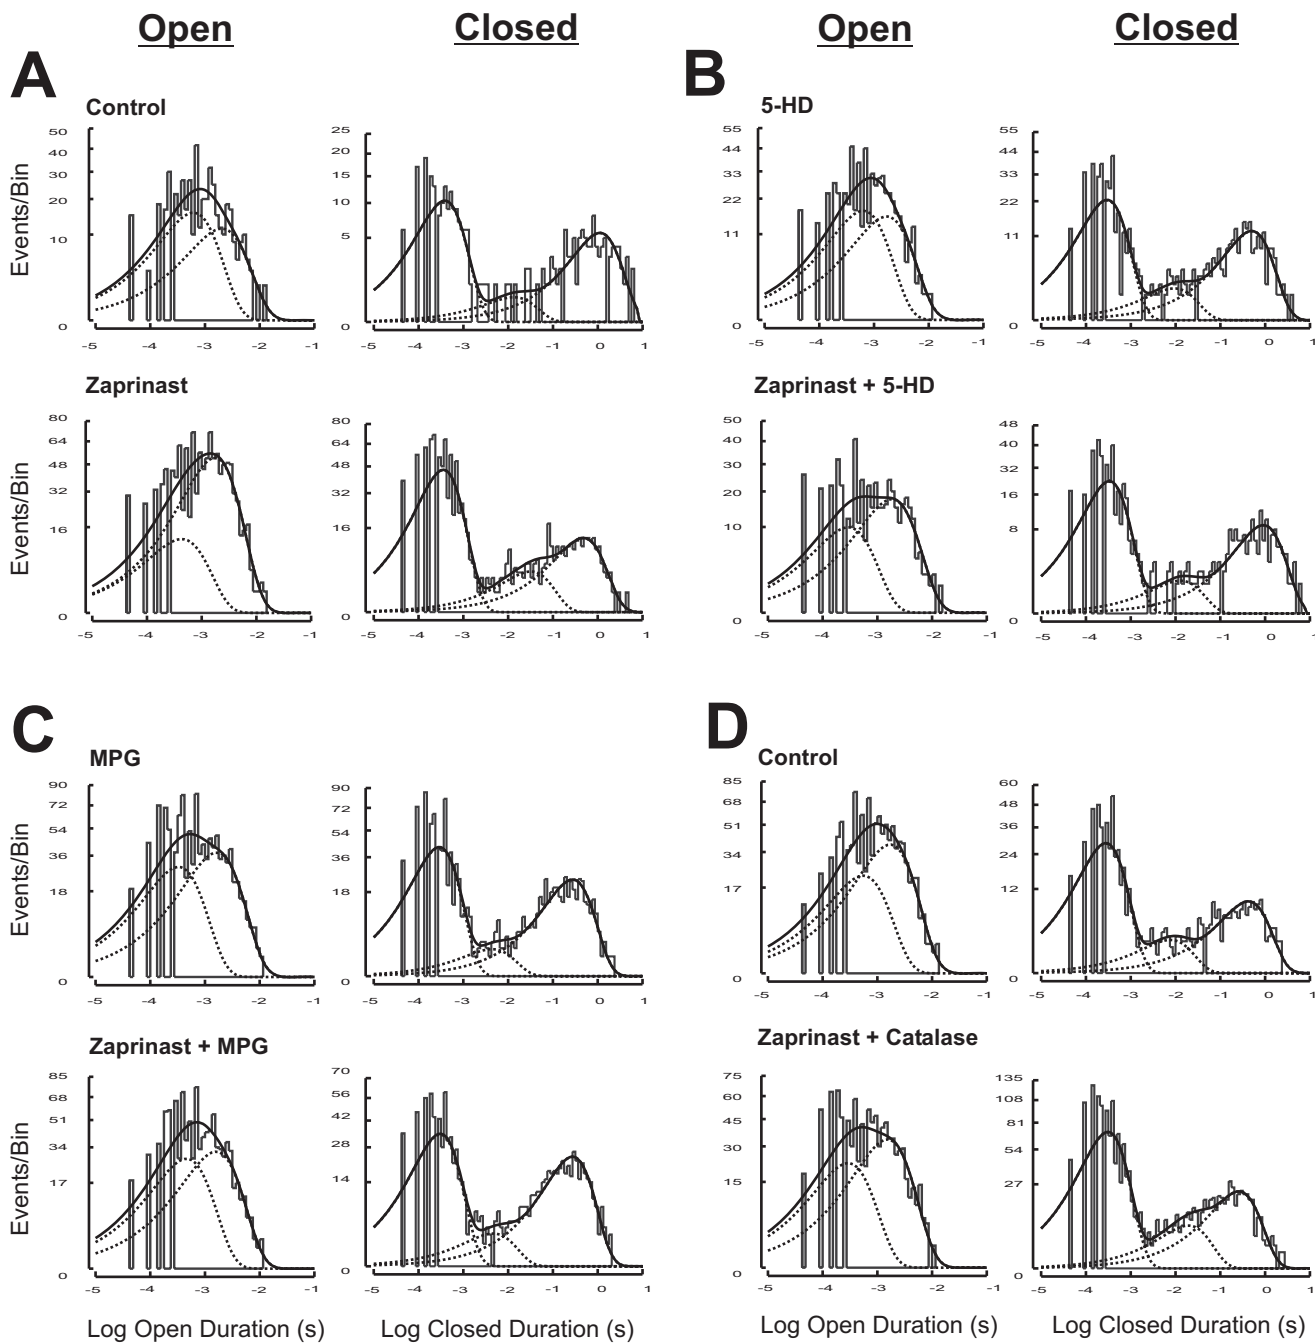 Open Closed Open Closed
A B
Control 5-HD
Events/Bin
50 40 30 20 10 0
-5 -4 -3 -2 -1
25 20 15 10 5 0
-5 -4 -3 -2 -1 0 1
55 44 33 22 11 0
-5 -4 -3 -2 -1
55 44 33 22 11 0
-5 -4 -3 -2 -1 0 1
Zaprinast Zaprinast + 5-HD
Events/Bin
80 64 48 32 16 0
-5 -4 -3 -2 -1
80 64 48 32 16 0
-5 -4 -3 -2 -1 0 1
50 40 30 20 10 0
-5 -4 -3 -2 -1
48 40 32 16 8 0
-5 -4 -3 -2 -1 0 1
C D
MPG Control
Events/Bin
90 72 54 36 18 0
-5 -4 -3 -2 -1
90 72 54 36 18 0
-5 -4 -3 -2 -1 0 1
85 68 51 34 17 0
-5 -4 -3 -2 -1
60 48 36 24 12 0
-5 -4 -3 -2 -1 0 1
Zaprinast + MPG Zaprinast + Catalase
Events/Bin
85 68 51 34 17 0
-5 -4 -3 -2 -1
70 56 42 28 14 0
-5 -4 -3 -2 -1 0 1
75 60 45 30 15 0
-5 -4 -3 -2 -1
135 108 81 54 27 0
-5 -4 -3 -2 -1 0 1
Log Open Duration (s) Log Closed Duration (s) Log Open Duration (s) Log Closed Duration (s)